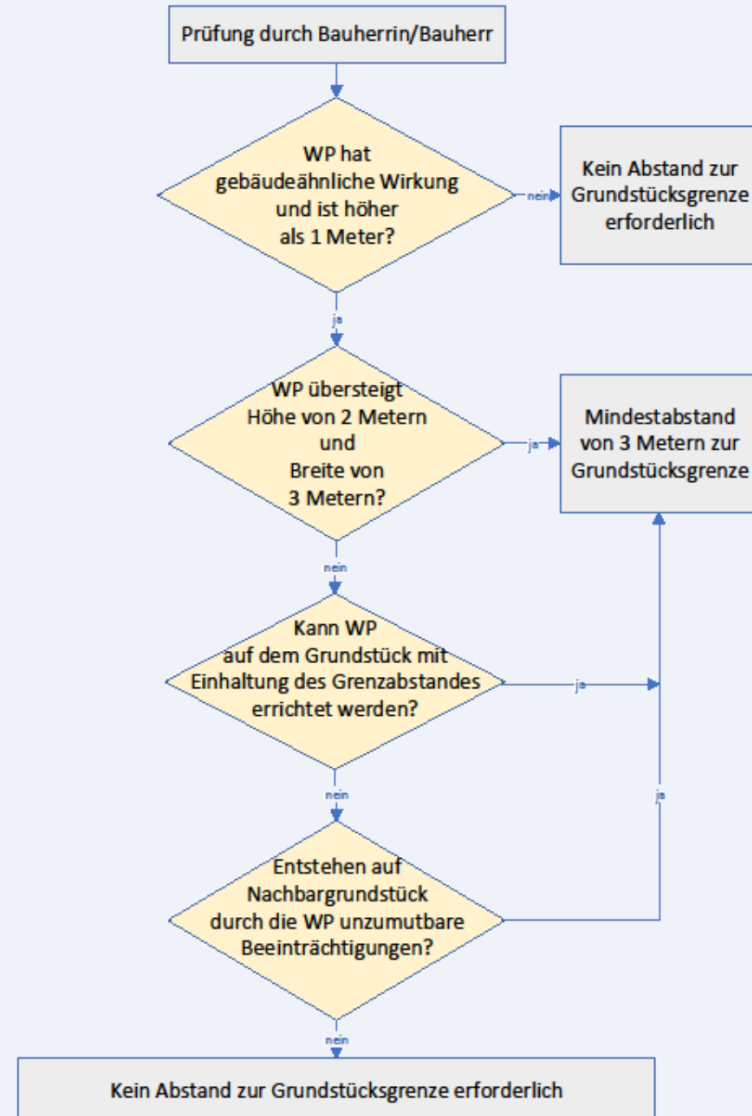 Prüfung durch Bauherrin/Bauherr
WP hat
gebäudeähnliche Wirkung
und ist höher
als 1 Meter?
nein
Kein Abstand zur
Grundstücksgrenze
erforderlich
ja
WP übersteigt
Höhe von 2 Metern
und
Breite von
3 Metern?
ja
Mindestabstand
von 3 Metern zur
Grundstücksgrenze
nein
Kann WP
auf dem Grundstück mit
Einhaltung des Grenzabstandes
errichtet werden?
ja
nein
ja
Entstehen auf
Nachbargrundstück
durch die WP unzumutbare
Beeinträchtigungen?
nein
Kein Abstand zur Grundstücksgrenze erforderlich